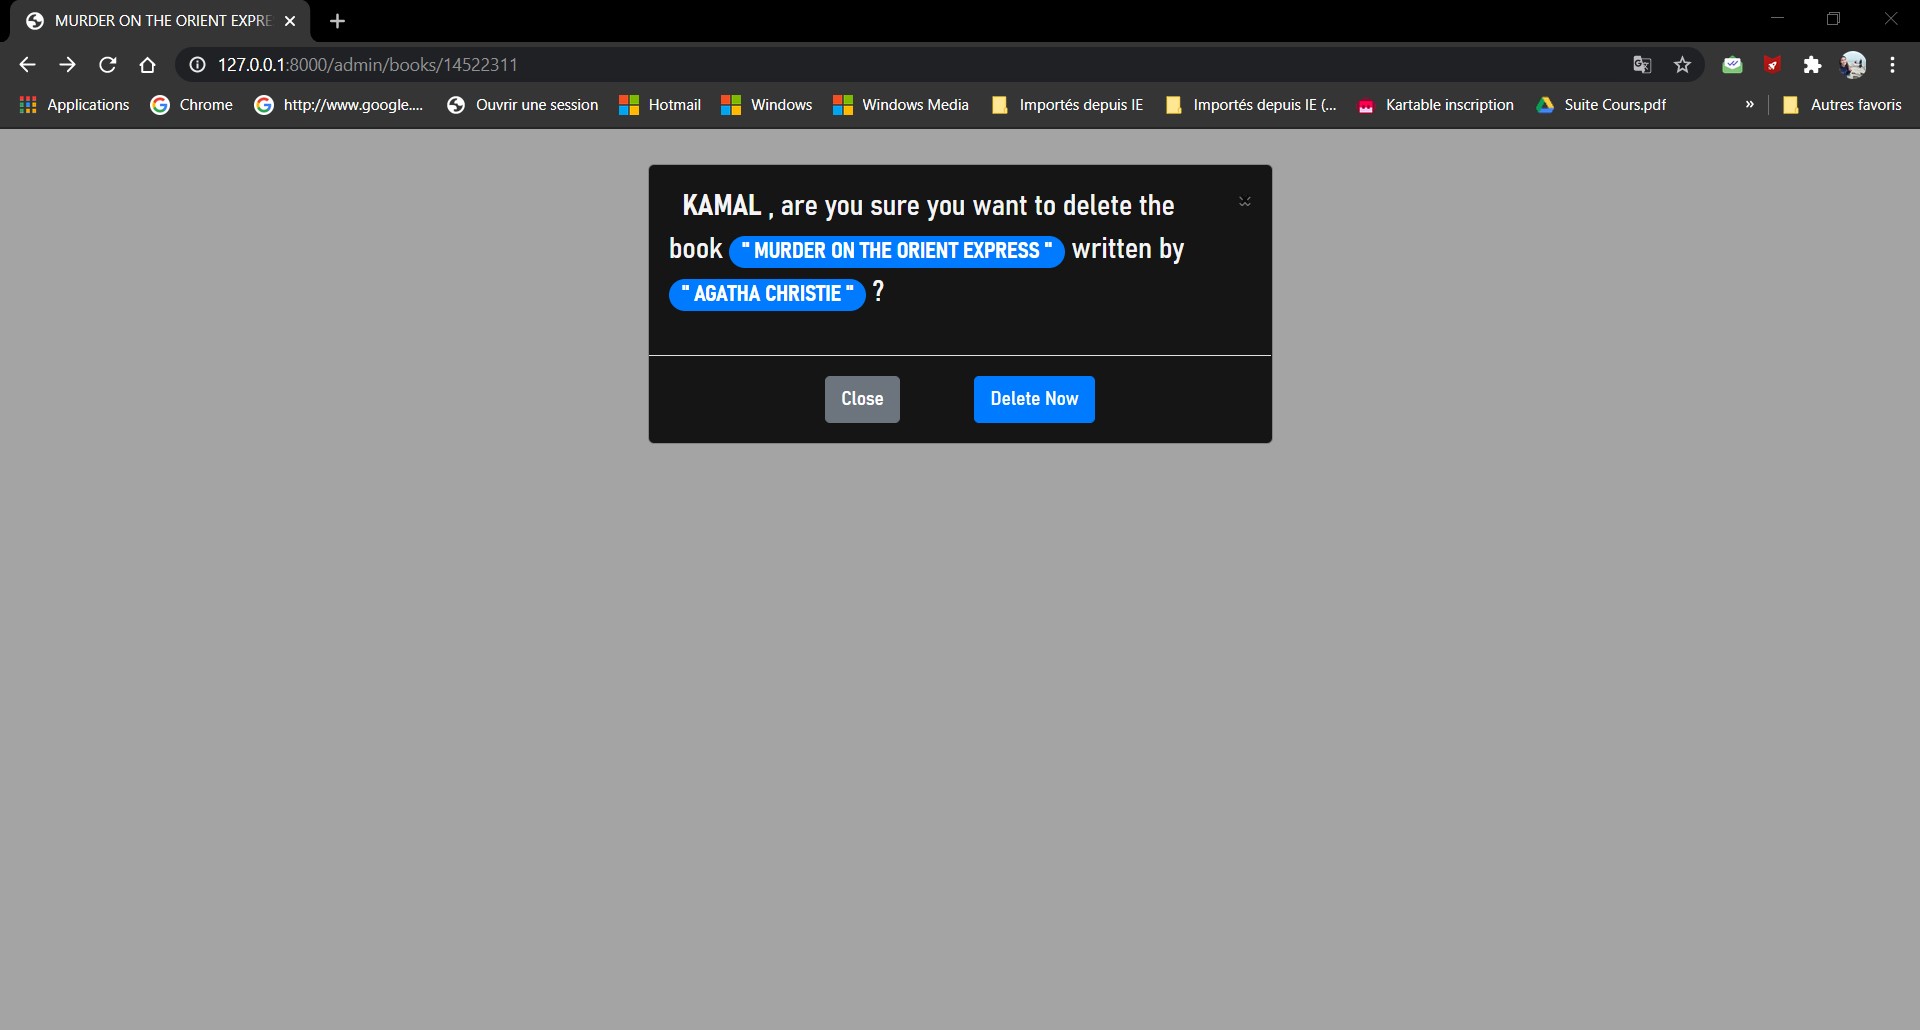 MURDER ON THE ORIENT EXPRE
127.0.0.1:8000/admin/books/14522311
Applications Chrome http://www.google.... Ouvrir une session Hotmail Windows Windows Media Importés depuis IE Importés depuis IE (... Kartable inscription Suite Cours.pdf » Autres favoris
KAMAL , are you sure you want to delete the
book " MURDER ON THE ORIENT EXPRESS " written by
" AGATHA CHRISTIE " ?
Close Delete Now